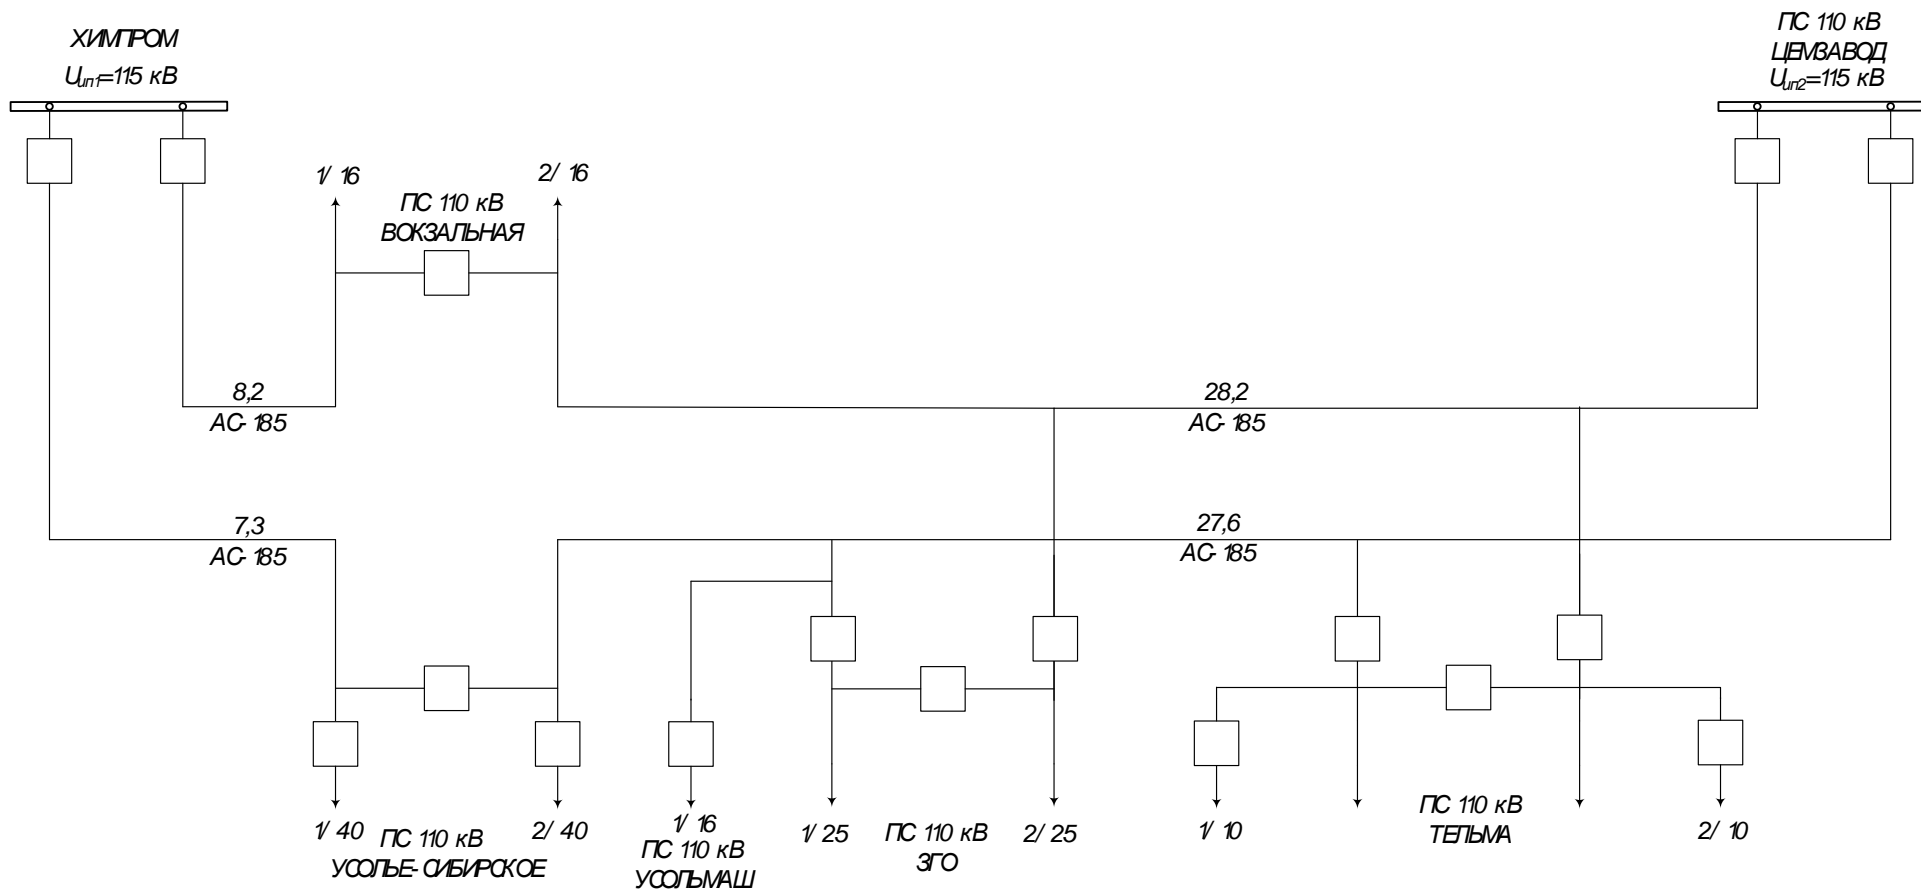 ХИМПРОМ
Uип1=115 кВ
ПС 110 кВ
ЦЕМЗАВОД
Uип2=115 кВ
1/ 16
2/ 16
ПС 110 кВ
ВОКЗАЛЬНАЯ
8,2
АС- 185
28,2
АС- 185
7,3
АС- 185
27,6
АС- 185
1/ 40
2/ 40
ПС 110 кВ
УСОЛЬЕ- СИБИРСКОЕ
1/ 16
ПС 110 кВ
УСОЛЬМАШ
1/ 25
ПС 110 кВ
ЗГО
2/ 25
1/ 10
ПС 110 кВ
ТЕЛЬМА
2/ 10